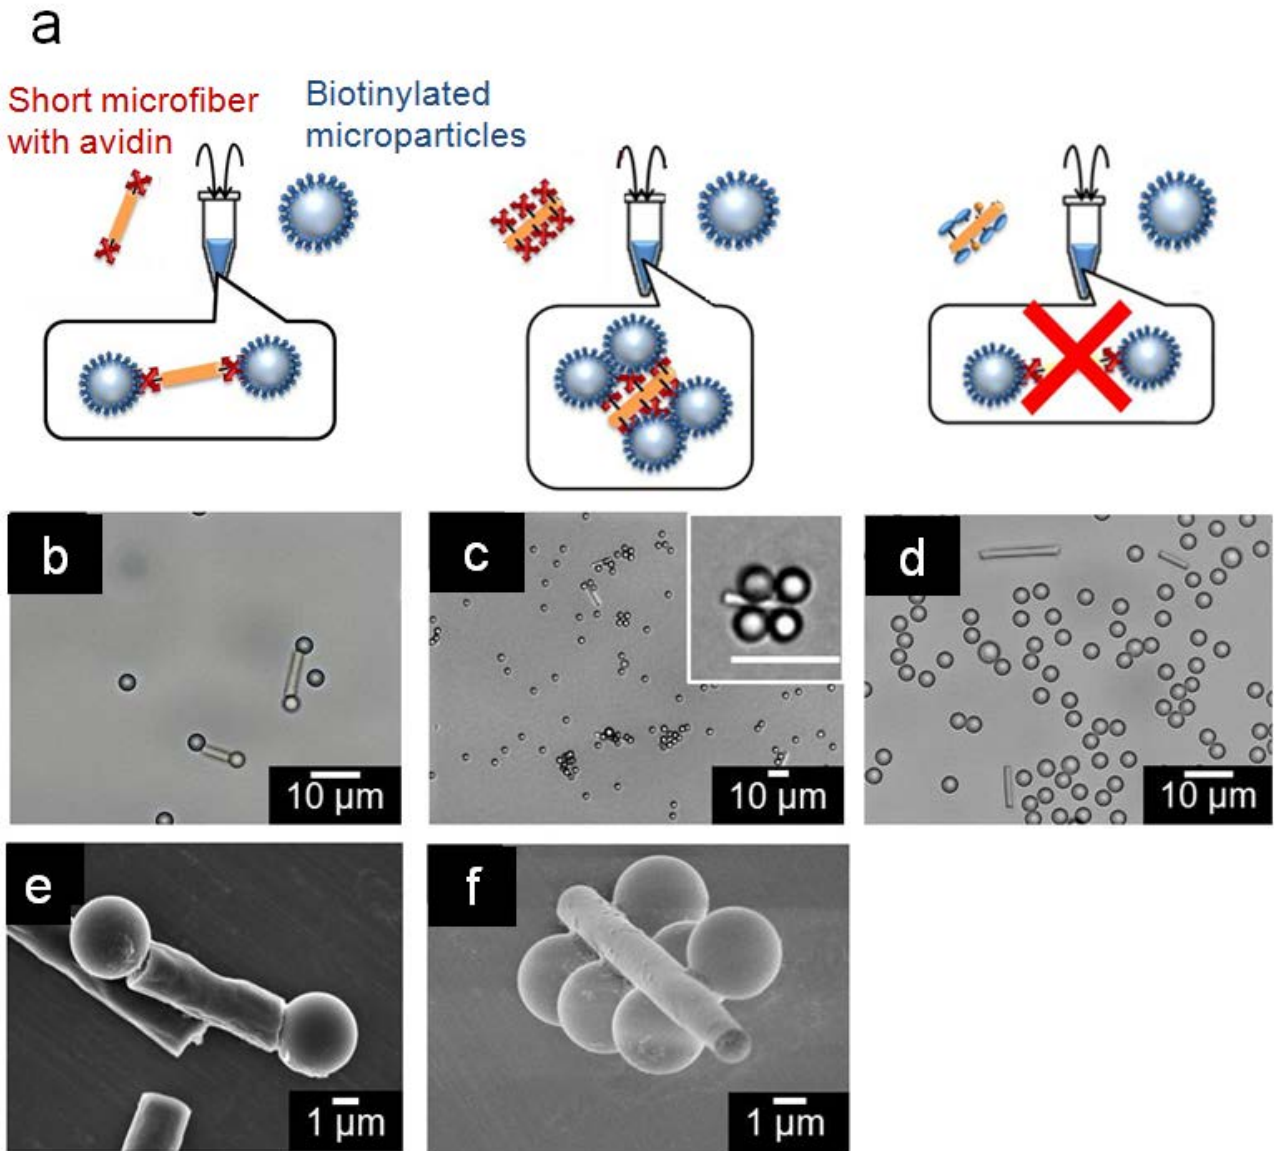 a
Short microfiber
with avidin
Biotinylated
microparticles
b
10 µm
c
10 µm
d
10 µm
e
1 µm
f
1 µm